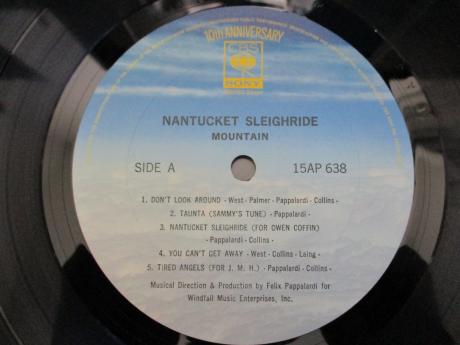 10th ANNIVERSARY
CBS
SONY
NANTUCKET SLEIGHRIDE
MOUNTAIN
SIDE A
15AP 638
1. DON'T LOOK AROUND - West - Palmer - Pappalardi - Collins -
2. TAUNTA (SAMMY'S TUNE) - Pappalardi -
3. NANTUCKET SLEIGHRIDE (FOR OWEN COFFIN)
- Pappalardi - Collins -
4. YOU CAN'T GET AWAY - West - Collins - Laing -
5. TIRED ANGELS (FOR J. M. H.) - Pappalardi - Collins -
Musical Direction & Production by Felix Pappalardi for
Windfall Music Enterprises, Inc.